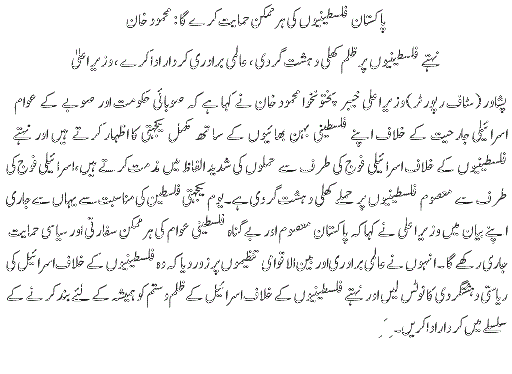 پاکستان فلسطینیوں کی ہر ممکن حمایت کرے گا: محمود خان
نہتے فلسطینیوں پر ظلم کھلی دہشت گردی، عالمی برادری کردار ادا کرے، وزیراعلیٰ
پشاور (سٹاف رپورٹر) وزیراعلیٰ خیبر پختونخوا محمود خان نے کہا ہے کہ صوبائی حکومت اور صوبے کے عوام
اسرائیلی جارحیت کے خلاف اپنے فلسطینی بہن بھائیوں کے ساتھ مکمل یکجہتی کا اظہار کرتے ہیں اور نہتے
فلسطینیوں کے خلاف اسرائیلی فوج کی طرف سے حملوں کی شدید الفاظ میں مذمت کرتے ہیں، اسرائیلی فوج کی
طرف سے معصوم فلسطینیوں پر حملے کھلی دہشت گردی ہے۔ یوم یکجہتی فلسطین کی مناسبت سے یہاں سے جاری
اپنے بیان میں وزیراعلیٰ نے کہا کہ پاکستان معصوم اور بے گناہ فلسطینی عوام کی ہر ممکن سفارتی اور سیاسی حمایت
جاری رکھے گا۔ انہوں نے عالمی برادری اور بین الاقوامی تنظیموں پر زور دیا کہ وہ فلسطینیوں کے خلاف اسرائیل کی
ریاستی دہشتگردی کا نوٹس لیں اور نہتے فلسطینیوں کے خلاف اسرائیل کے ظلم و ستم کو ہمیشہ کے لئے بند کرنے کے
سلسلے میں کردار ادا کریں۔